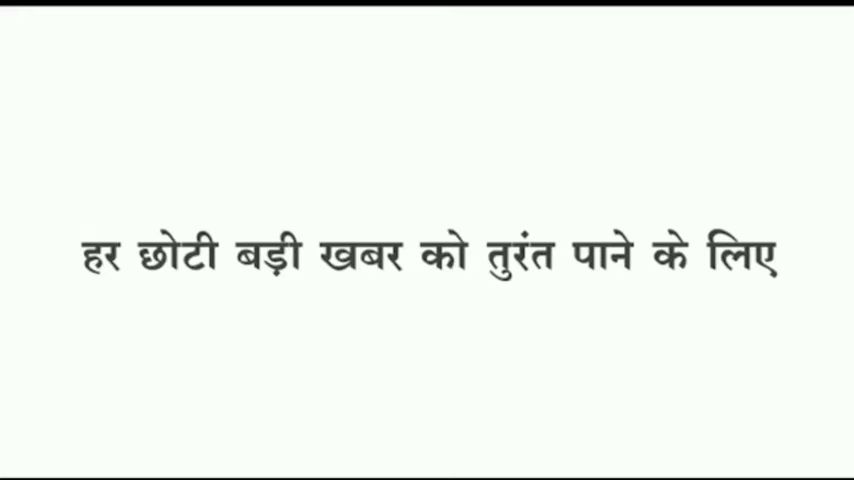 हर छोटी बड़ी खबर को तुरंत पाने के लिए